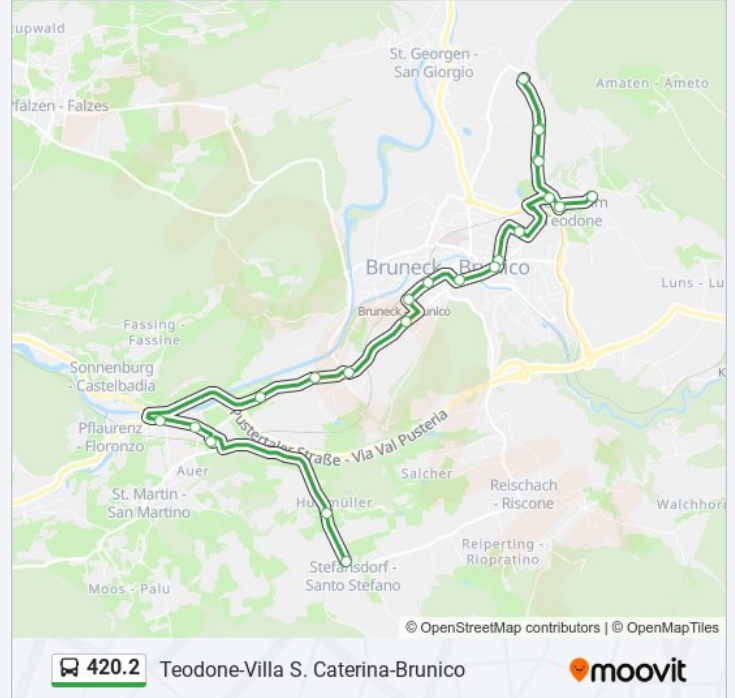 upwald
St. Georgen -
San Giorgio
Amaten - Ameto
Pfalzen - Falzes
Teodone
Bruneck - Brunico
Luns - Lu
Fassing -
Fassine
Sonnenburg
- Castelbadia
K
Pflaurenz
- Floronzo
Pustertaler Straße - Via Val Pusteria
Auer
Salcher
St. Martin -
San Martino
Reischach
- Riscone
Walchhor
Reiperting -
Riopratino
Stefansdorf -
Santo Stefano
Moos - Palu
© OpenStreetMap contributors | © OpenMapTiles
420.2 Teodone-Villa S. Caterina-Brunico
moovit